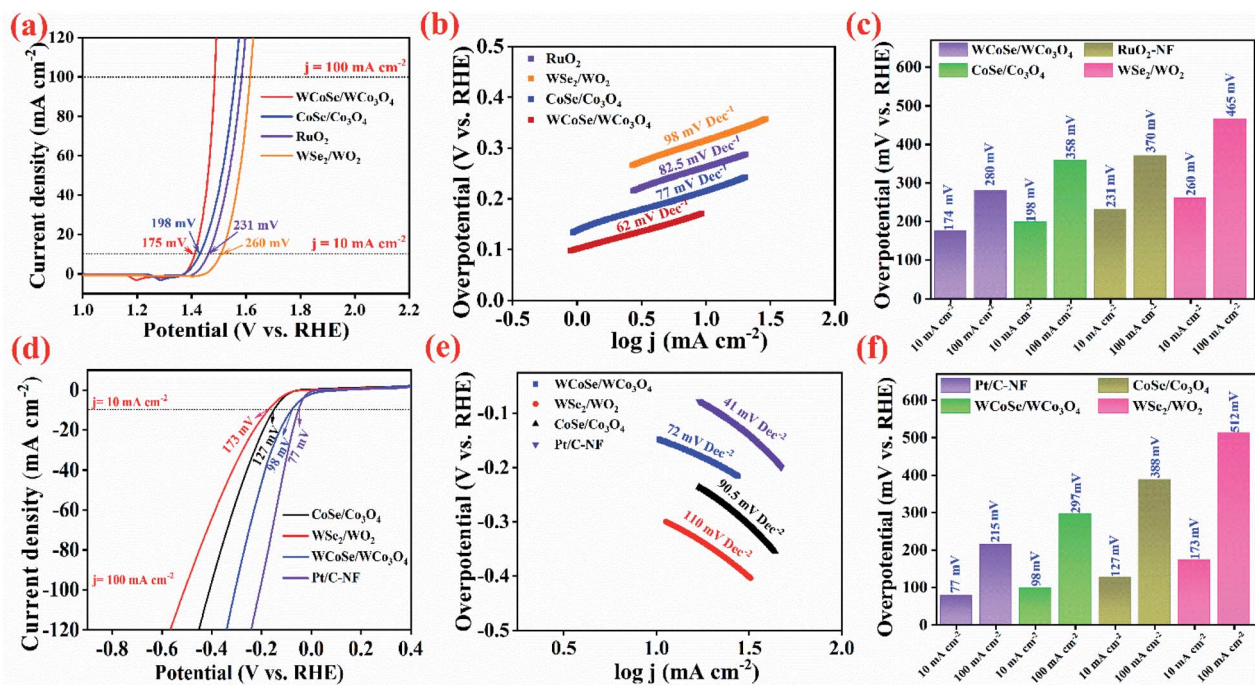 (a)
120
100
80
60
40
20
0
Current density (mA cm⁻²)
j = 100 mA cm⁻²
WCoSe/WCo₃O₄
CoSe/Co₃O₄
RuO₂
WSe₂/WO₂
198 mV
231 mV
175 mV
260 mV
j = 10 mA cm⁻²
1.0 1.2 1.4 1.6 1.8 2.0 2.2
Potential (V vs. RHE)
(b)
0.5
0.4
0.3
0.2
0.1
0.0
Overpotential (V vs. RHE)
RuO₂
WSe₂/WO₂
CoSe/Co₃O₄
WCoSe/WCo₃O₄
98 mV Dec⁻¹
82.5 mV Dec⁻¹
77 mV Dec⁻¹
62 mV Dec⁻¹
-0.5 0.0 0.5 1.0 1.5 2.0
log j (mA cm⁻²)
(c)
600
500
400
300
200
100
0
Overpotential (mV vs. RHE)
WCoSe/WCo₃O₄ RuO₂-NF
CoSe/Co₃O₄ WSe₂/WO₂
174 mV
280 mV
198 mV
358 mV
231 mV
370 mV
260 mV
465 mV
10 mA cm⁻²
100 mA cm⁻²
10 mA cm⁻²
100 mA cm⁻²
10 mA cm⁻²
100 mA cm⁻²
10 mA cm⁻²
100 mA cm⁻²
(d)
0
-20
-40
-60
-80
-100
-120
Current density (mA cm⁻²)
j= 10 mA cm⁻²
173 mV
127 mV
98 mV
77 mV
CoSe/Co₃O₄
WSe₂/WO₂
WCoSe/WCo₃O₄
Pt/C-NF
j= 100 mA cm⁻²
-0.8 -0.6 -0.4 -0.2 0.0 0.2 0.4
Potential (V vs. RHE)
(e)
-0.1
-0.2
-0.3
-0.4
-0.5
Overpotential (V vs. RHE)
WCoSe/WCo₃O₄
WSe₂/WO₂
CoSe/Co₃O₄
Pt/C-NF
41 mV Dec⁻²
72 mV Dec⁻²
90.5 mV Dec⁻²
110 mV Dec⁻²
0.5 1.0 1.5 2.0
log j (mA cm⁻²)
(f)
600
500
400
300
200
100
0
Overpotential (mV vs. RHE)
Pt/C-NF CoSe/Co₃O₄
WCoSe/WCo₃O₄ WSe₂/WO₂
77 mV
215 mV
98 mV
297mV
127 mV
388 mV
173 mV
512 mV
10 mA cm⁻²
100 mA cm⁻²
10 mA cm⁻²
100 mA cm⁻²
10 mA cm⁻²
100 mA cm⁻²
10 mA cm⁻²
100 mA cm⁻²